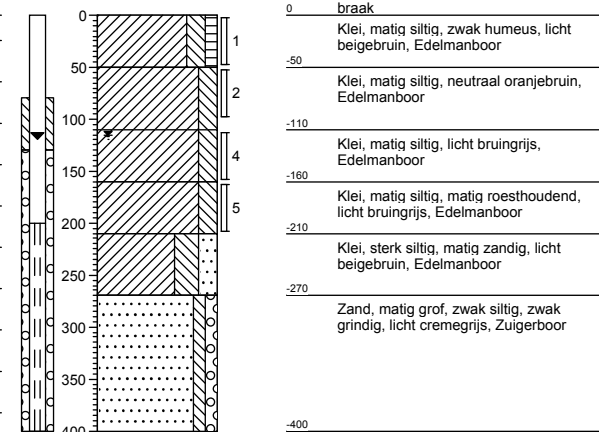 0
50
100
150
200
250
300
350
400
1
2
4
5
0 braak
Klei, matig siltig, zwak humeus, licht
beigebruin, Edelmanboor
-50
Klei, matig siltig, neutraal oranjebruin,
Edelmanboor
-110
Klei, matig siltig, licht bruingrijs,
Edelmanboor
-160
Klei, matig siltig, matig roesthoudend,
licht bruingrijs, Edelmanboor
-210
Klei, sterk siltig, matig zandig, licht
beigebruin, Edelmanboor
-270
Zand, matig grof, zwak siltig, zwak
grindig, licht cremegrijs, Zuigerboor
-400